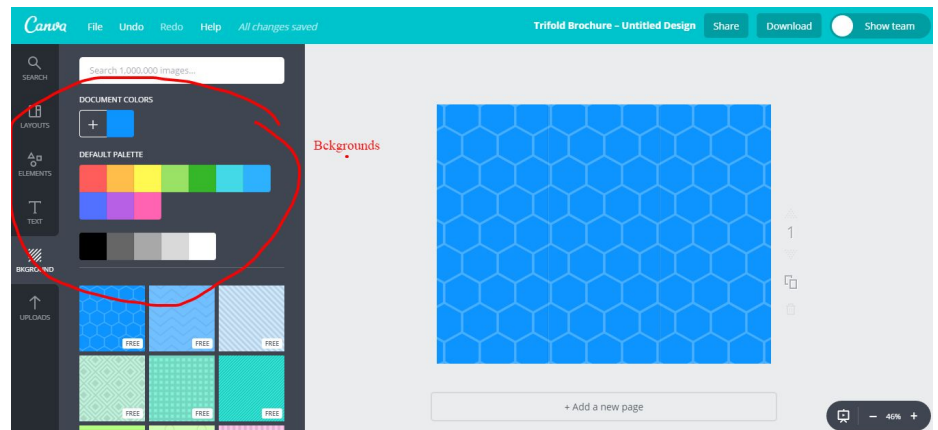 Canva File Undo Redo Help All changes saved Trifold Brochure – Untitled Design Share Download Show team
SEARCH
LAYOUTS
ELEMENTS
TEXT
BKGROUND
UPLOADS
Search 1,000,000 images...
DOCUMENT COLORS
+
DEFAULT PALETTE
FREE FREE FREE
FREE FREE FREE
Bckgrounds
1
+ Add a new page
− 46% +